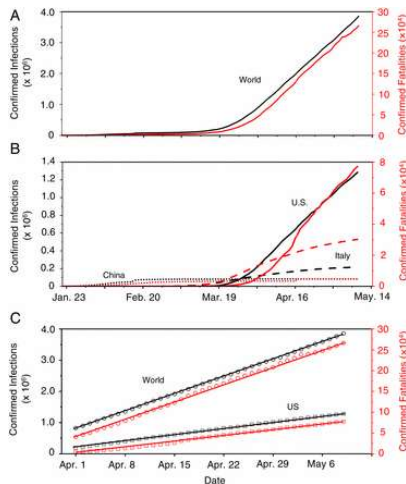 A
Confirmed Infections
(x 10⁶)
4.0
3.0
2.0
1.0
0
World
30
25
20
15
10
5
0
Confirmed Fatalities (×10⁴)
B
Confirmed Infections
(x 10⁶)
1.4
1.2
1.0
0.8
0.6
0.4
0.2
0
U.S.
Italy
China
8
6
4
2
0
Confirmed Fatalities (×10⁴)
Jan. 23 Feb. 20 Mar. 19 Apr. 16 May. 14
C
Confirmed Infections
(x 10⁶)
4.0
3.0
2.0
1.0
0
World
US
30
25
20
15
10
5
0
Confirmed Fatalities (×10⁴)
Apr. 1 Apr. 8 Apr. 15 Apr. 22 Apr. 29 May 6
Date